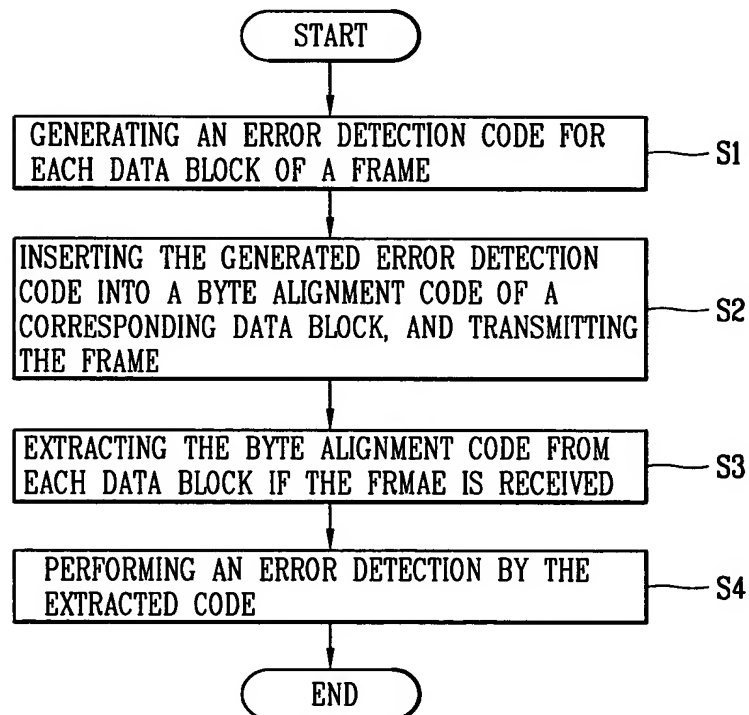 START
GENERATING AN ERROR DETECTION CODE FOR
EACH DATA BLOCK OF A FRAME
S1
INSERTING THE GENERATED ERROR DETECTION
CODE INTO A BYTE ALIGNMENT CODE OF A
CORRESPONDING DATA BLOCK, AND TRANSMITTING
THE FRAME
S2
EXTRACTING THE BYTE ALIGNMENT CODE FROM
EACH DATA BLOCK IF THE FRMAE IS RECEIVED
S3
PERFORMING AN ERROR DETECTION BY THE
EXTRACTED CODE
S4
END